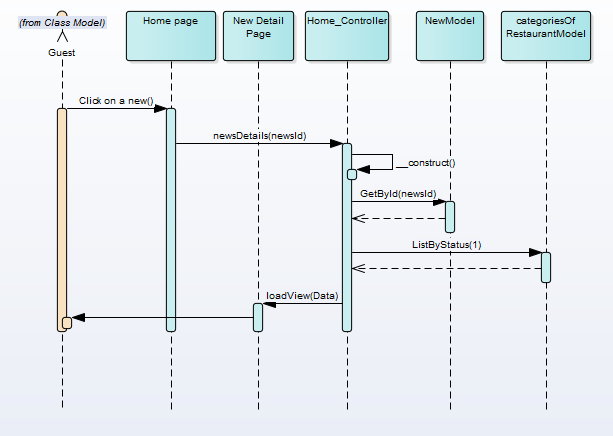 (from Class Model)
Guest
Home page
New Detail
Page
Home_Controller
NewModel
categoriesOf
RestaurantModel
Click on a new()
newsDetails(newsId)
__construct()
GetById(newsId)
ListByStatus(1)
loadView(Data)